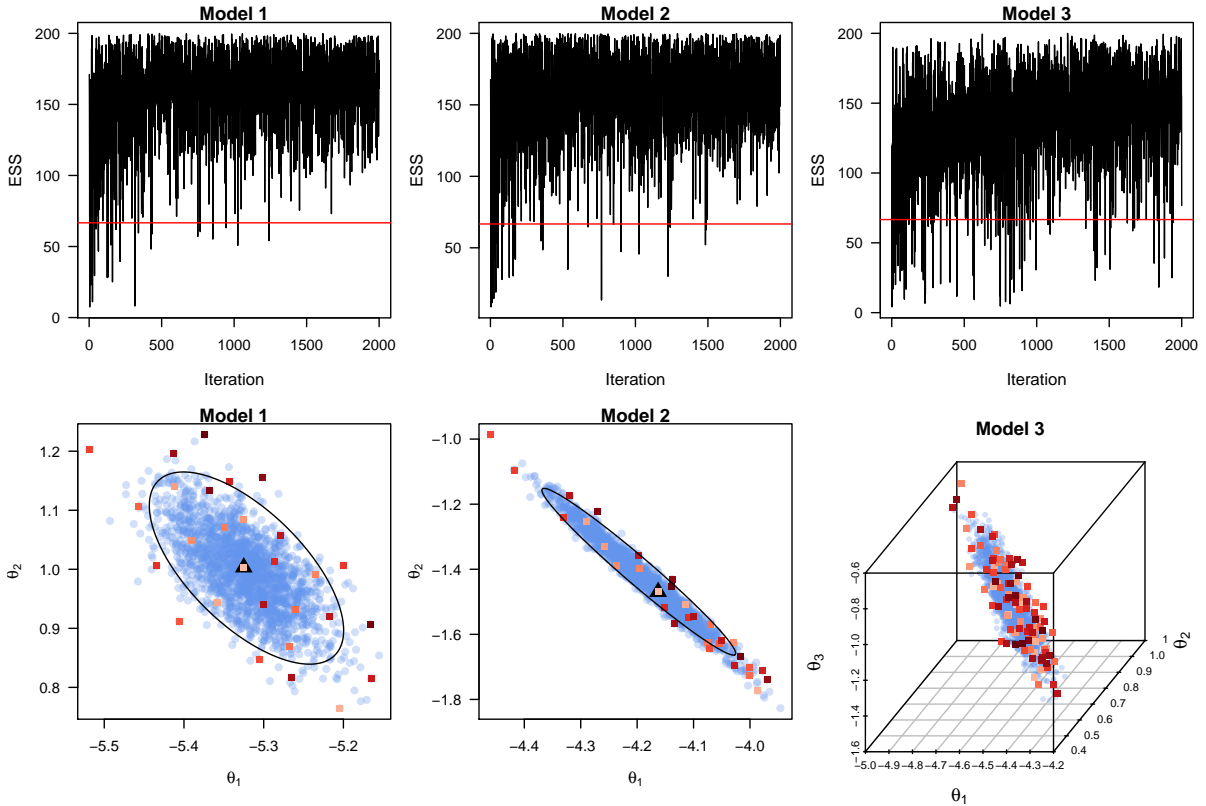 Model 1
ESS
200
150
100
50
0
0 500 1000 1500 2000
Iteration
Model 2
ESS
200
150
100
50
0 500 1000 1500 2000
Iteration
Model 3
ESS
200
150
100
50
0
0 500 1000 1500 2000
Iteration
Model 1
θ2
1.2
1.1
1.0
0.9
0.8
−5.5 −5.4 −5.3 −5.2
θ1
Model 2
θ2
−1.0
−1.2
−1.4
−1.6
−1.8
−4.4 −4.3 −4.2 −4.1 −4.0
θ1
Model 3
θ3
−0.6
−0.8
−1.0
−1.2
−1.4
−1.6
−5.0 −4.9 −4.8 −4.7 −4.6 −4.5 −4.4 −4.3 −4.2
θ1
0.4
0.5
0.6
0.7
0.8
0.9
1.0
1
θ2